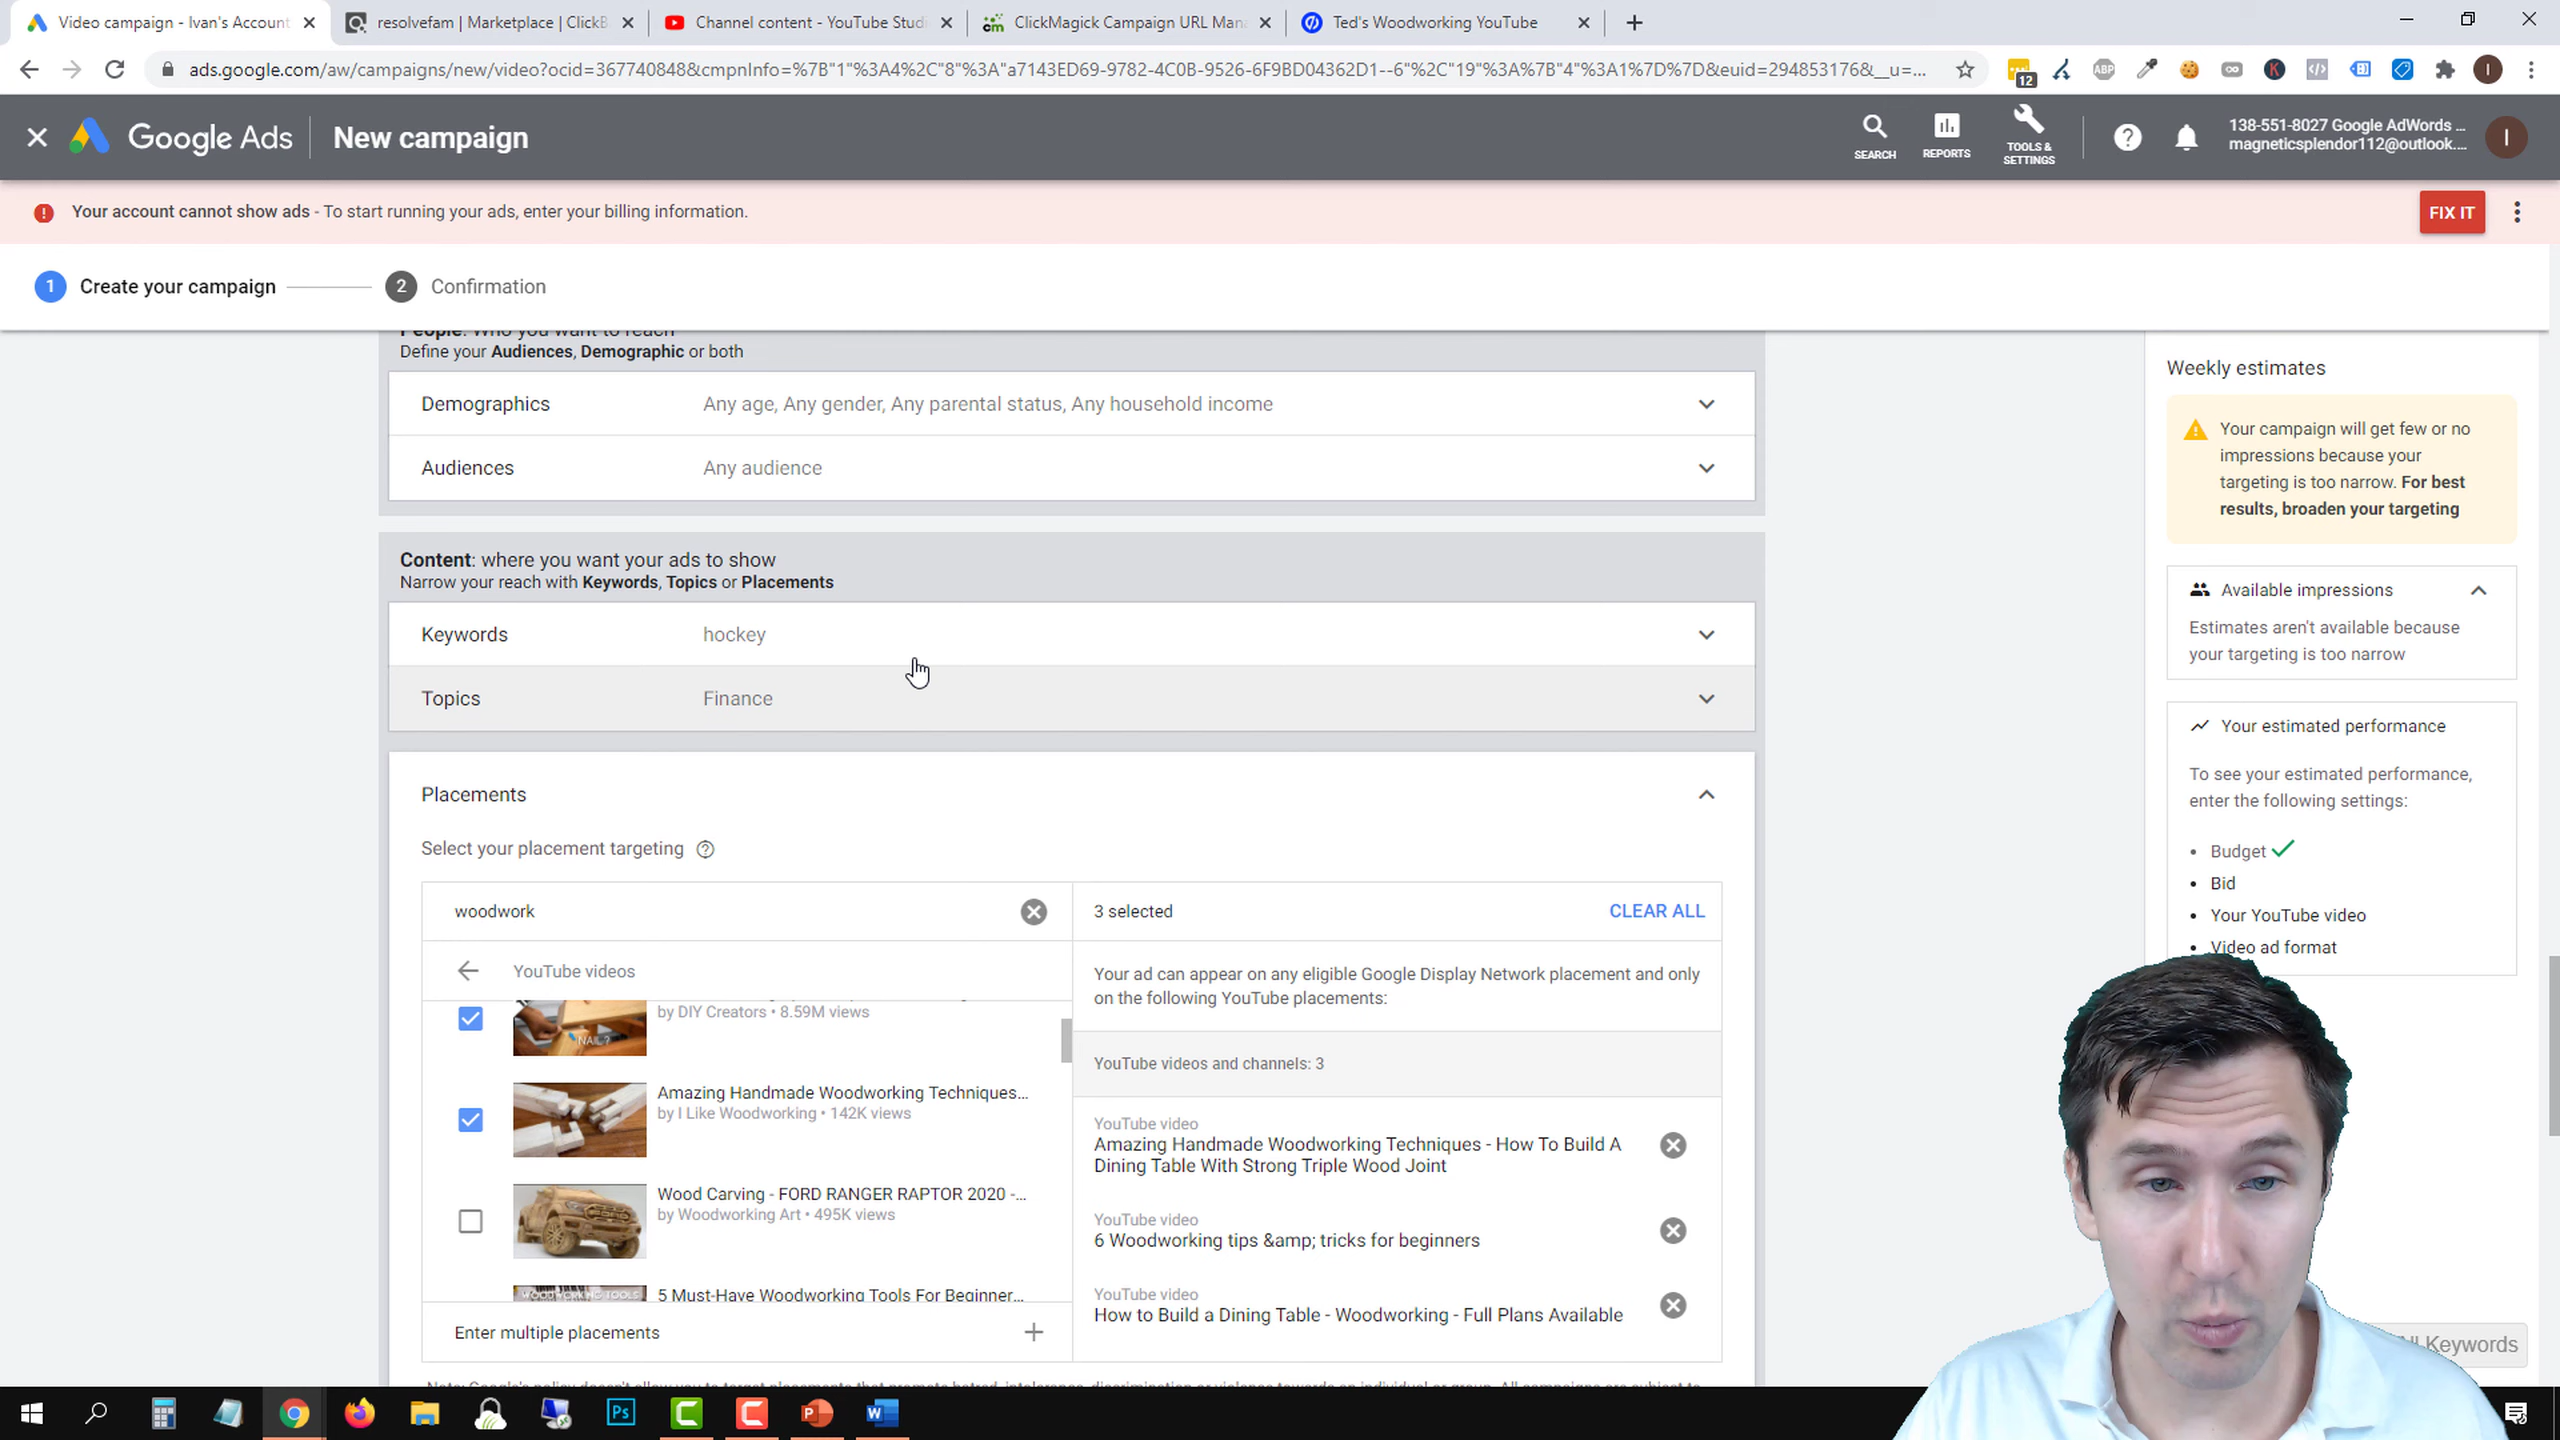 Video campaign - Ivan's Account
resolvefam | Marketplace | ClickB
Channel content - YouTube Studi
ClickMagick Campaign URL Mana
Ted's Woodworking YouTube
ads.google.com/aw/campaigns/new/video?ocid=367740848&cmpnInfo=%7B"1"%3A4%2C"8"%3A"a7143ED69-9782-4C0B-9526-6F9BD04362D1--6"%2C"19"%3A%7B"4"%3A1%7D%7D&euid=294853176&__u=...
12
ABP
K
I
Google Ads
New campaign
SEARCH
REPORTS
TOOLS &
SETTINGS
138-551-8027 Google AdWords ...
magneticsplendor112@outlook....
I
Your account cannot show ads - To start running your ads, enter your billing information.
FIX IT
1 Create your campaign
2 Confirmation
People: Who you want to reach
Define your Audiences, Demographic or both
Demographics Any age, Any gender, Any parental status, Any household income
Audiences Any audience
Content: where you want your ads to show
Narrow your reach with Keywords, Topics or Placements
Keywords hockey
Topics Finance
Placements
Select your placement targeting
woodwork
YouTube videos
by DIY Creators • 8.59M views
NAIL?
Amazing Handmade Woodworking Techniques...
by I Like Woodworking • 142K views
Wood Carving - FORD RANGER RAPTOR 2020 -...
by Woodworking Art • 495K views
WOODWORKING TOOLS
5 Must-Have Woodworking Tools For Beginner...
Enter multiple placements
3 selected
CLEAR ALL
Your ad can appear on any eligible Google Display Network placement and only
on the following YouTube placements:
YouTube videos and channels: 3
YouTube video
Amazing Handmade Woodworking Techniques - How To Build A
Dining Table With Strong Triple Wood Joint
YouTube video
6 Woodworking tips &amp; tricks for beginners
YouTube video
How to Build a Dining Table - Woodworking - Full Plans Available
Weekly estimates
Your campaign will get few or no
impressions because your
targeting is too narrow. For best
results, broaden your targeting
Available impressions
Estimates aren't available because
your targeting is too narrow
Your estimated performance
To see your estimated performance,
enter the following settings:
• Budget
• Bid
• Your YouTube video
• Video ad format
Keywords
Ps